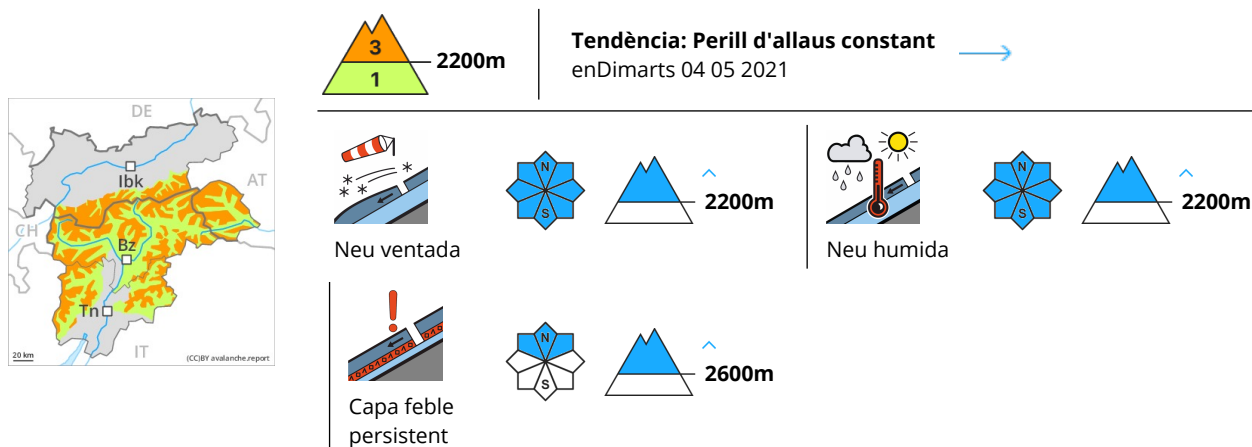 3
1
2200m
Tendència: Perill d'allaus constant
enDimarts 04 05 2021
DE
AT
CH
IT
Ibk
Bz
Tn
20 km
(CC)BY avalanche.report
N
S
2200m
Neu ventada
N
S
2200m
Neu humida
N
S
2600m
Capa feble
persistent